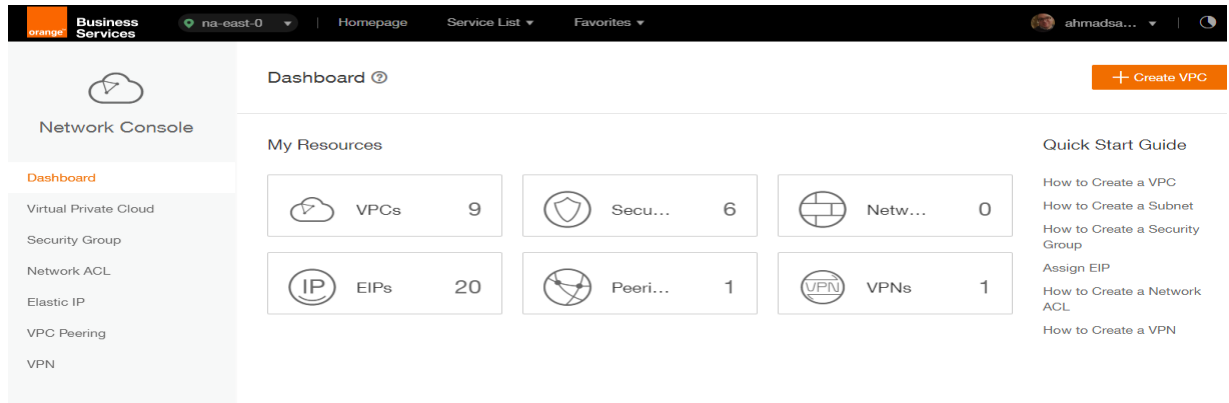 orange Business Services na-east-0 Homepage Service List Favorites ahmadsa...
Network Console
Dashboard
Virtual Private Cloud
Security Group
Network ACL
Elastic IP
VPC Peering
VPN
Dashboard
+ Create VPC
My Resources
VPCs 9
Secu... 6
Netw... 0
IP EIPs 20
Peeri... 1
VPN VPNs 1
Quick Start Guide
How to Create a VPC
How to Create a Subnet
How to Create a Security
Group
Assign EIP
How to Create a Network
ACL
How to Create a VPN